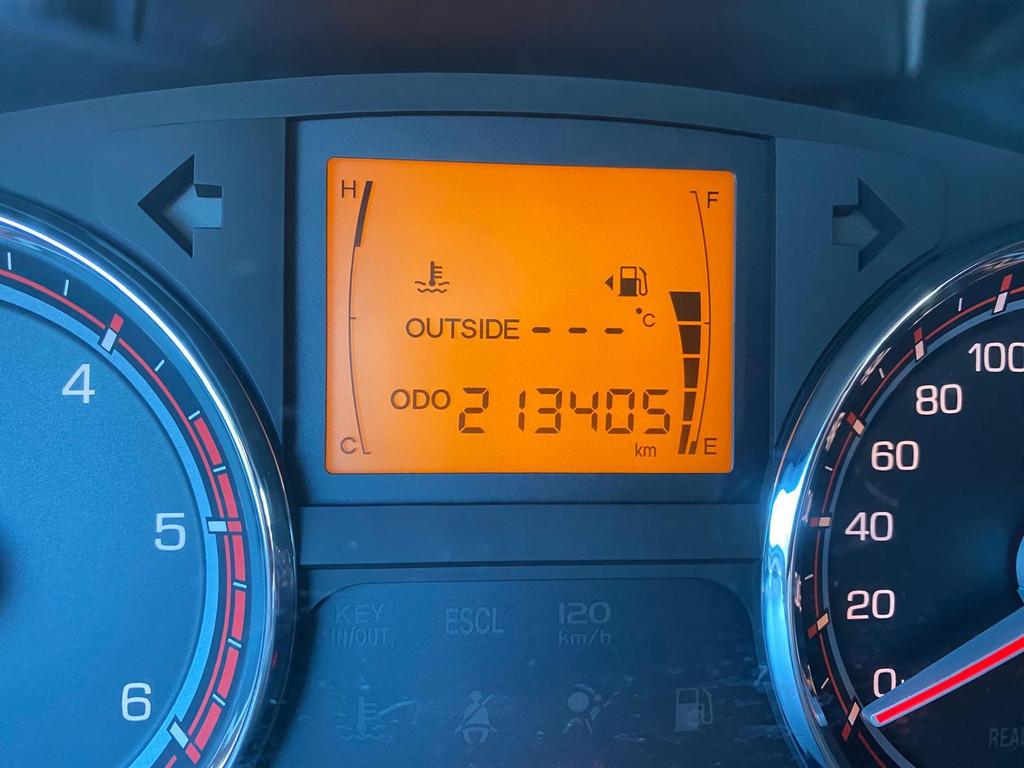 H
F
OUTSIDE --- °C
ODO 213405
km
C
E
4
5
6
100
80
60
40
20
0
KEY
IN/OUT
ESCL
120
km/h